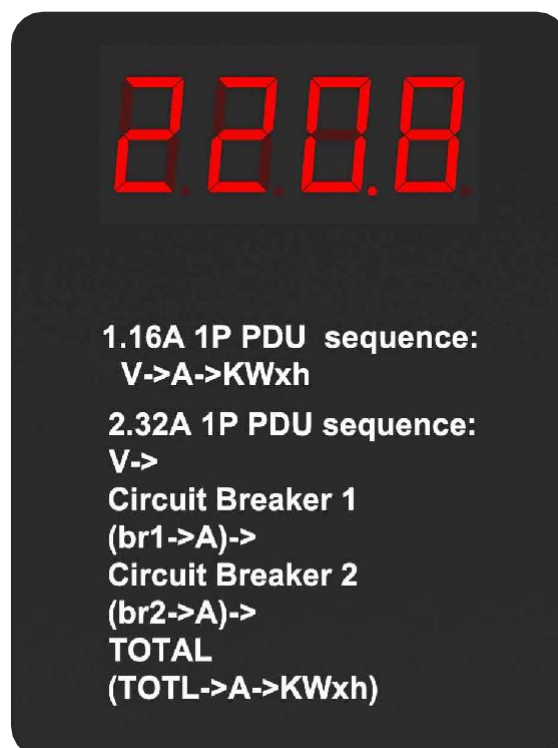 220.8
1.16A 1P PDU sequence:
V->A->KWxh
2.32A 1P PDU sequence:
V->
Circuit Breaker 1
(br1->A)->
Circuit Breaker 2
(br2->A)->
TOTAL
(TOTL->A->KWxh)